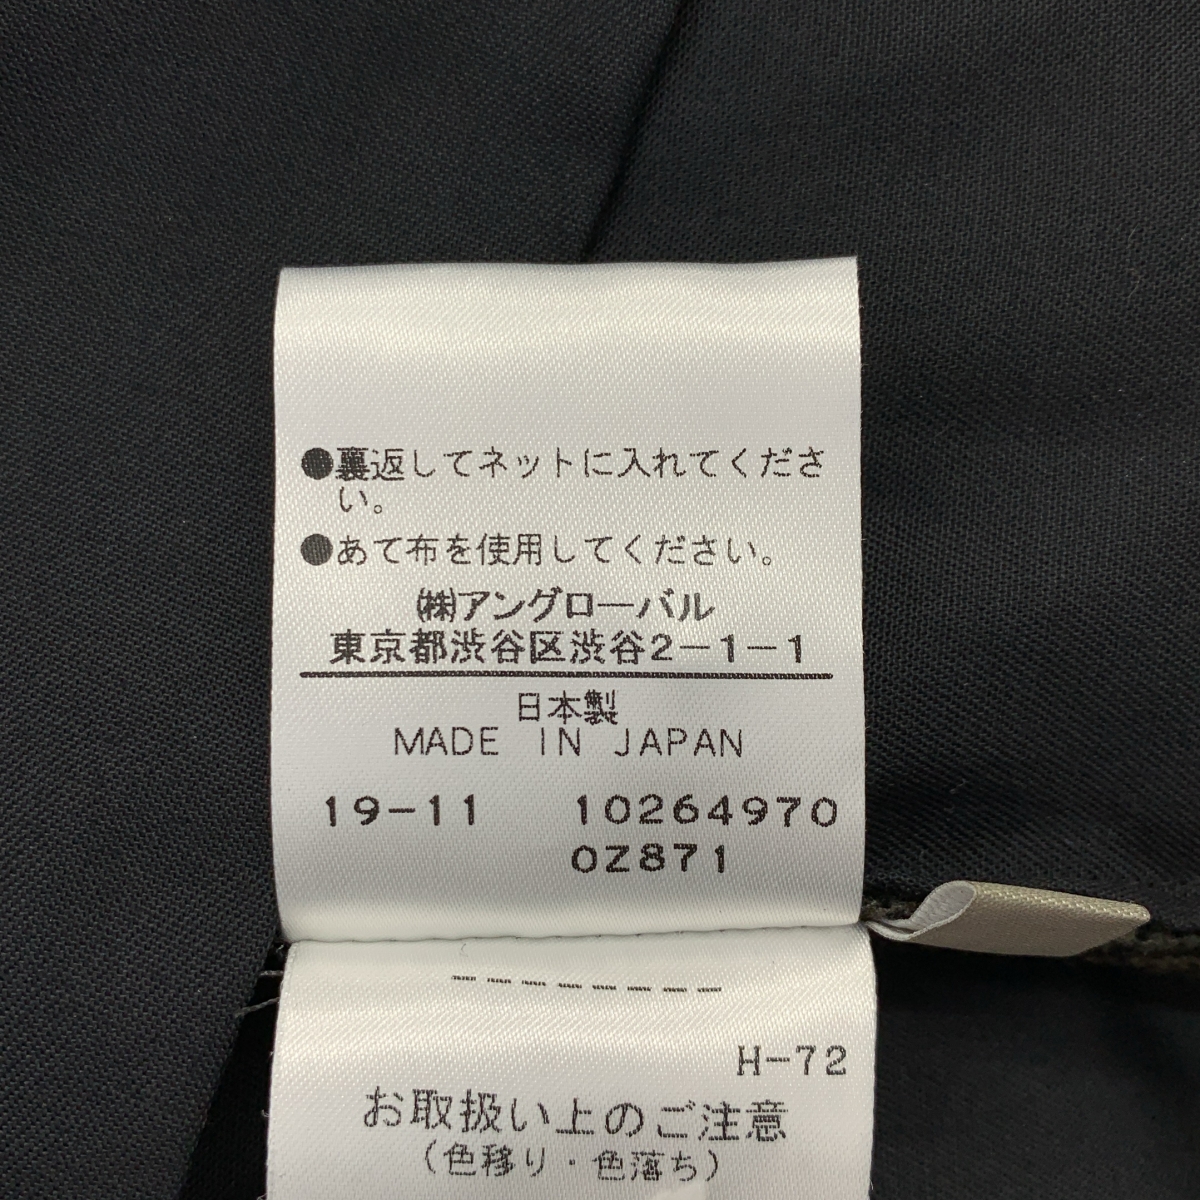 ●裏返してネットに入れてくださ
い。
●あて布を使用してください。
㈱アングローバル
東京都渋谷区渋谷2-1-1
日本製
MADE IN JAPAN
19-11 10264970
0Z871
H-72
お取扱い上のご注意
(色移り・色落ち)